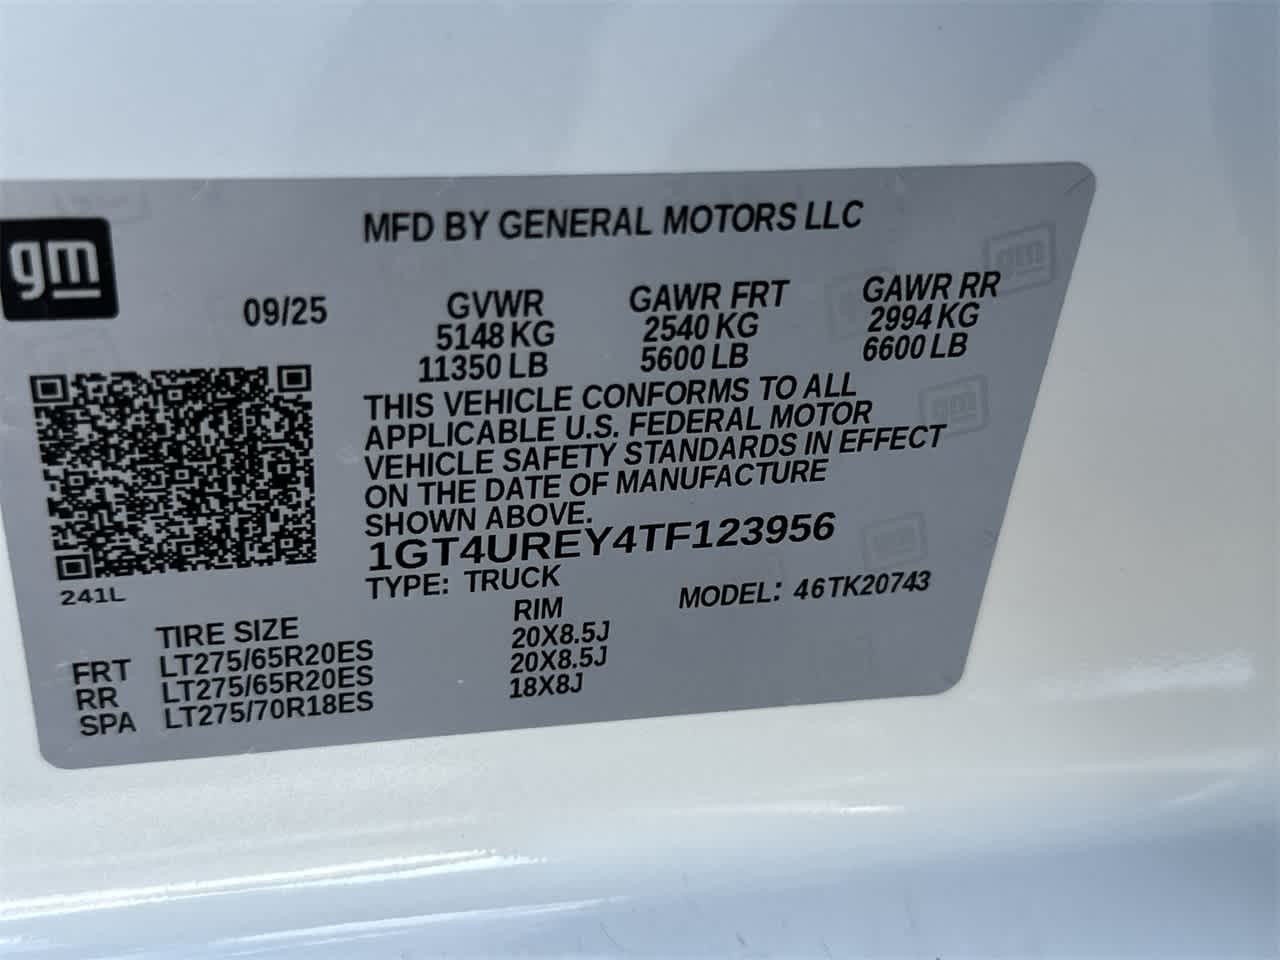 MFD BY GENERAL MOTORS LLC
gm
09/25 GVWR GAWR FRT GAWR RR
5148 KG 2540 KG 2994 KG
11350 LB 5600 LB 6600 LB
THIS VEHICLE CONFORMS TO ALL
APPLICABLE U.S. FEDERAL MOTOR
VEHICLE SAFETY STANDARDS IN EFFECT
ON THE DATE OF MANUFACTURE
SHOWN ABOVE.
1GT4UREY4TF123956
TYPE: TRUCK MODEL: 46TK20743
241L
TIRE SIZE RIM
FRT LT275/65R20ES 20X8.5J
RR LT275/65R20ES 20X8.5J
SPA LT275/70R18ES 18X8J